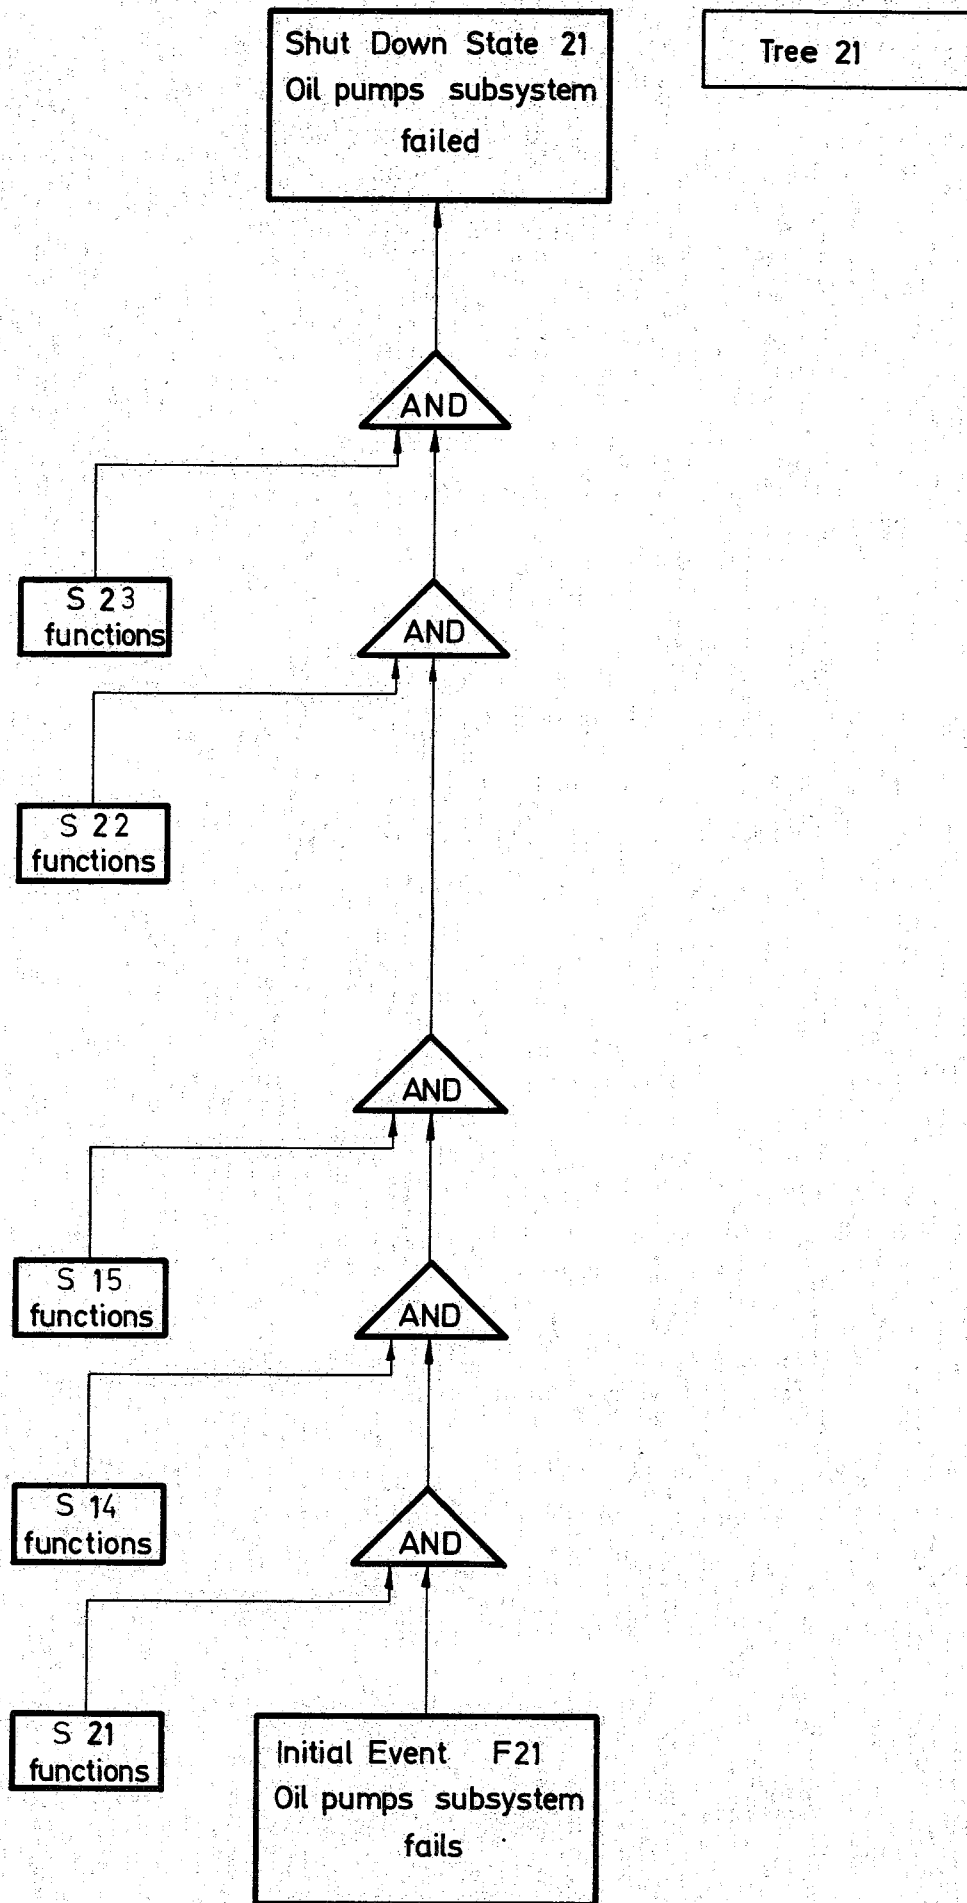 Shut Down State 21
Oil pumps subsystem
failed
Tree 21
AND
S 23
functions
AND
S 22
functions
AND
S 15
functions
AND
S 14
functions
AND
S 21
functions
Initial Event F21
Oil pumps subsystem
fails